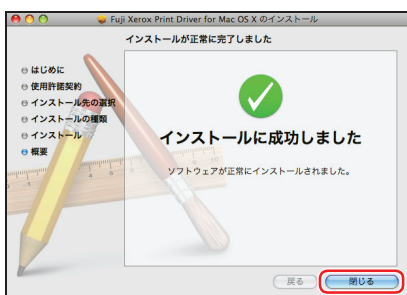 Fuji Xerox Print Driver for Mac OS X のインストール
インストールが正常に完了しました
はじめに
使用許諾契約
インストール先の選択
インストールの種類
インストール
概要
インストールに成功しました
ソフトウェアが正常にインストールされました。
戻る
閉じる